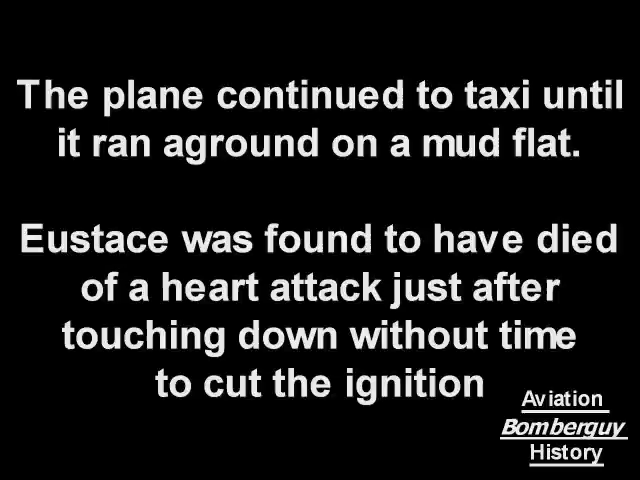 The plane continued to taxi until
it ran aground on a mud flat.
Eustace was found to have died
of a heart attack just after
touching down without time
to cut the ignition
Aviation
Bomberguy
History